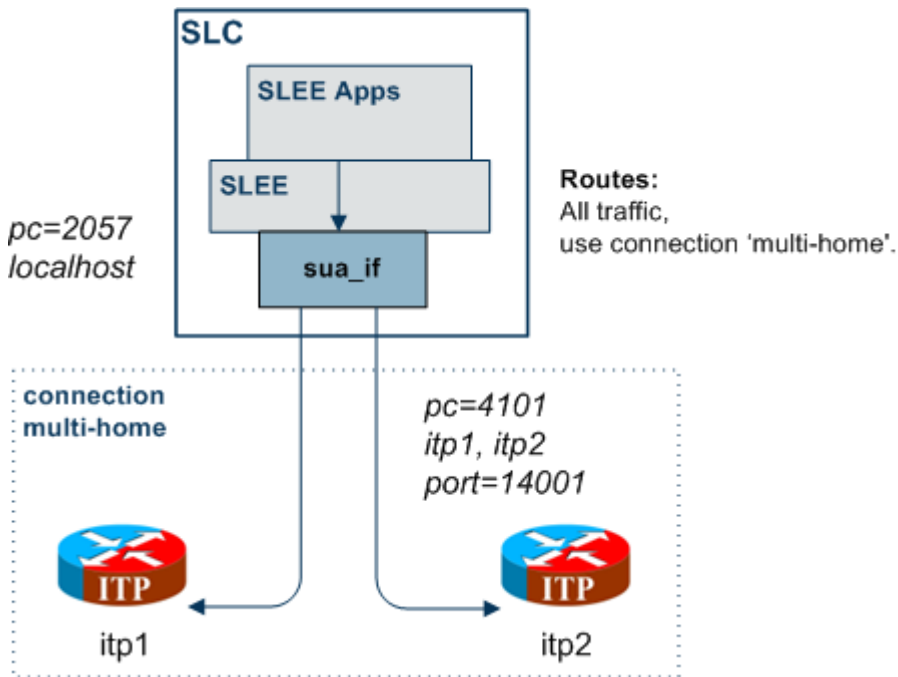 SLC
SLEE Apps
SLEE
sua_if
pc=2057
localhost
Routes:
All traffic,
use connection 'multi-home'.
connection
multi-home
pc=4101
itp1, itp2
port=14001
ITP
itp1
ITP
itp2